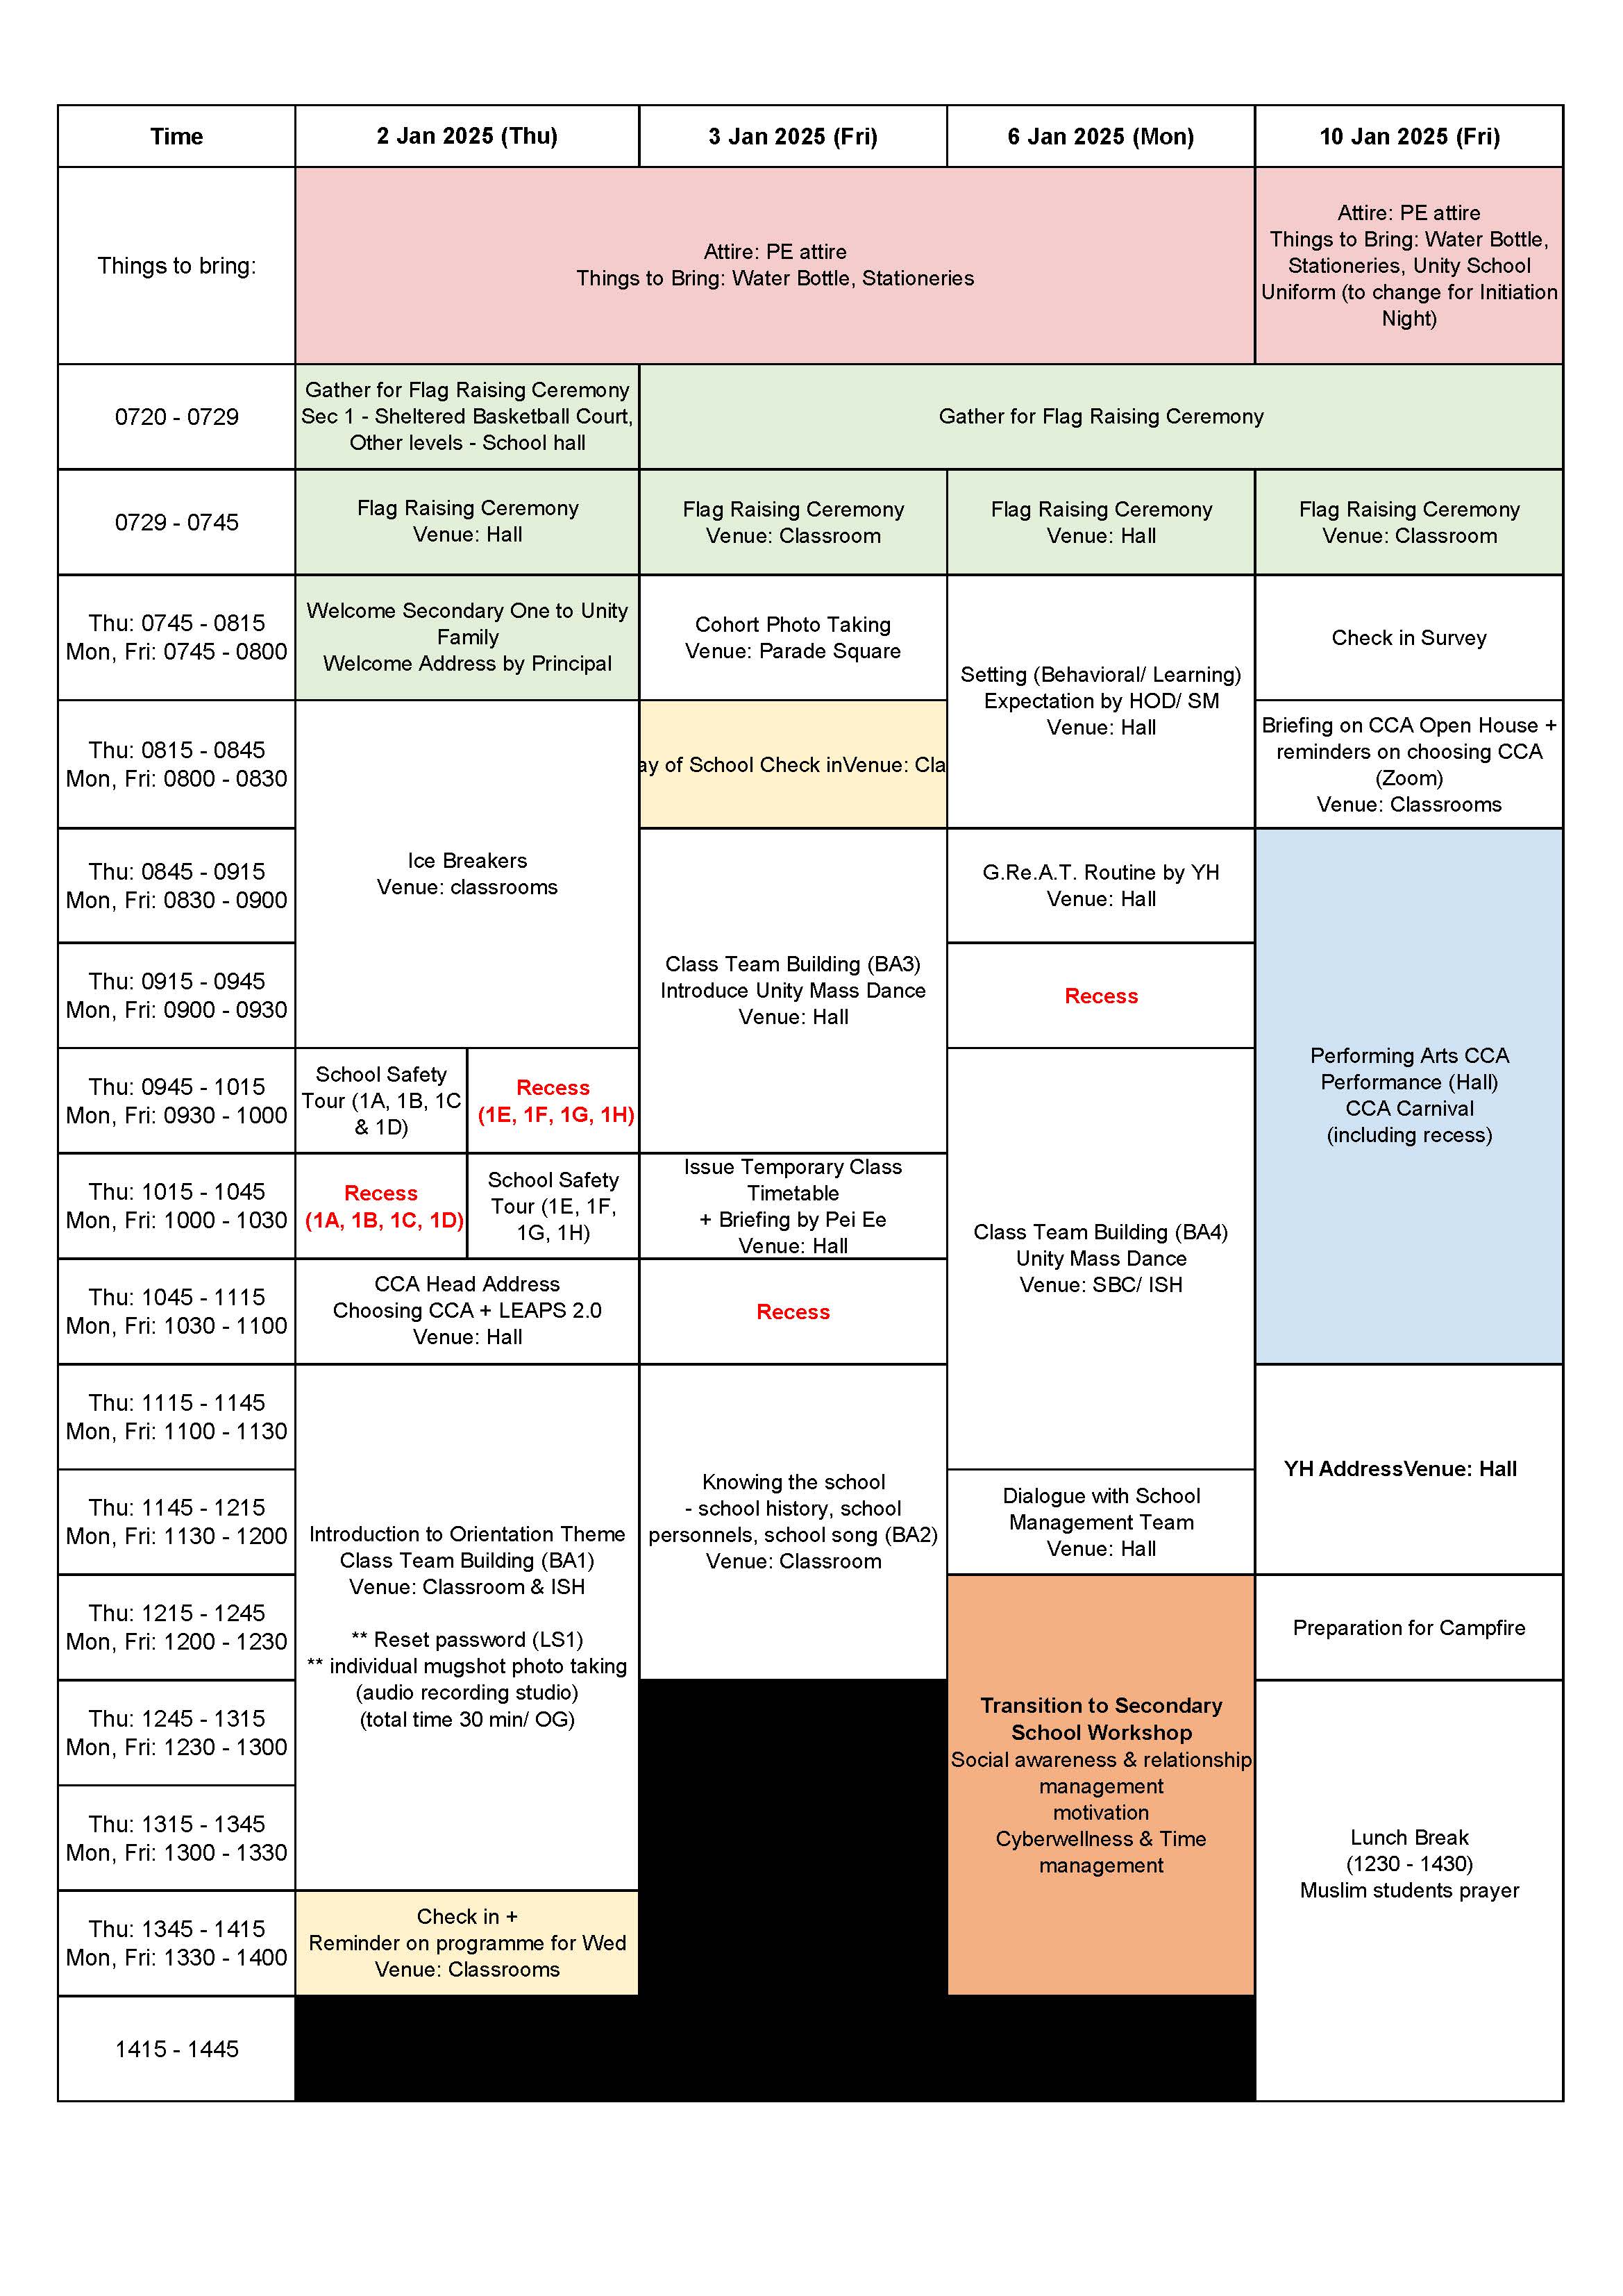 Time
2 Jan 2025 (Thu)
3 Jan 2025 (Fri)
6 Jan 2025 (Mon)
10 Jan 2025 (Fri)
Things to bring:
Attire: PE attire
Things to Bring: Water Bottle, Stationeries
Attire: PE attire
Things to Bring: Water Bottle,
Stationeries, Unity School
Uniform (to change for Initiation
Night)
0720 - 0729
Gather for Flag Raising Ceremony
Sec 1 - Sheltered Basketball Court,
Other levels - School hall
Gather for Flag Raising Ceremony
0729 - 0745
Flag Raising Ceremony
Venue: Hall
Flag Raising Ceremony
Venue: Classroom
Flag Raising Ceremony
Venue: Hall
Flag Raising Ceremony
Venue: Classroom
Thu: 0745 - 0815
Mon, Fri: 0745 - 0800
Welcome Secondary One to Unity
Family
Welcome Address by Principal
Cohort Photo Taking
Venue: Parade Square
Setting (Behavioral/ Learning)
Expectation by HOD/ SM
Venue: Hall
Check in Survey
Thu: 0815 - 0845
Mon, Fri: 0800 - 0830
Ice Breakers
Venue: classrooms
ay of School Check inVenue: Cla
Briefing on CCA Open House +
reminders on choosing CCA
(Zoom)
Venue: Classrooms
Thu: 0845 - 0915
Mon, Fri: 0830 - 0900
Class Team Building (BA3)
Introduce Unity Mass Dance
Venue: Hall
G.Re.A.T. Routine by YH
Venue: Hall
Performing Arts CCA
Performance (Hall)
CCA Carnival
(including recess)
Thu: 0915 - 0945
Mon, Fri: 0900 - 0930
Recess
Thu: 0945 - 1015
Mon, Fri: 0930 - 1000
School Safety
Tour (1A, 1B, 1C
& 1D)
Recess
(1E, 1F, 1G, 1H)
Class Team Building (BA4)
Unity Mass Dance
Venue: SBC/ ISH
Thu: 1015 - 1045
Mon, Fri: 1000 - 1030
Recess
(1A, 1B, 1C, 1D)
School Safety
Tour (1E, 1F,
1G, 1H)
Issue Temporary Class
Timetable
+ Briefing by Pei Ee
Venue: Hall
Thu: 1045 - 1115
Mon, Fri: 1030 - 1100
CCA Head Address
Choosing CCA + LEAPS 2.0
Venue: Hall
Recess
Thu: 1115 - 1145
Mon, Fri: 1100 - 1130
Introduction to Orientation Theme
Class Team Building (BA1)
Venue: Classroom & ISH
** Reset password (LS1)
** individual mugshot photo taking
(audio recording studio)
(total time 30 min/ OG)
Knowing the school
- school history, school
personnels, school song (BA2)
Venue: Classroom
YH AddressVenue: Hall
Thu: 1145 - 1215
Mon, Fri: 1130 - 1200
Dialogue with School
Management Team
Venue: Hall
Thu: 1215 - 1245
Mon, Fri: 1200 - 1230
Transition to Secondary
School Workshop
Social awareness & relationship
management
motivation
Cyberwellness & Time
management
Preparation for Campfire
Thu: 1245 - 1315
Mon, Fri: 1230 - 1300
Lunch Break
(1230 - 1430)
Muslim students prayer
Thu: 1315 - 1345
Mon, Fri: 1300 - 1330
Thu: 1345 - 1415
Mon, Fri: 1330 - 1400
Check in +
Reminder on programme for Wed
Venue: Classrooms
1415 - 1445